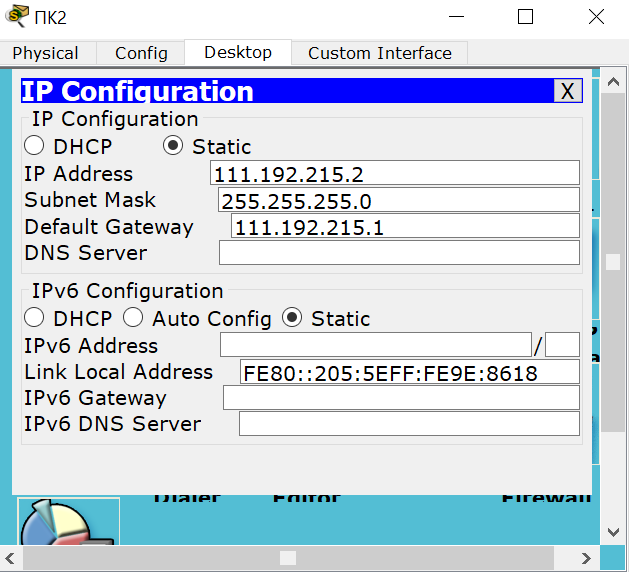 ПК2
Physical Config Desktop Custom Interface
IP Configuration X
IP Configuration
DHCP Static
IP Address 111.192.215.2
Subnet Mask 255.255.255.0
Default Gateway 111.192.215.1
DNS Server
IPv6 Configuration
DHCP Auto Config Static
IPv6 Address /
Link Local Address FE80::205:5EFF:FE9E:8618
IPv6 Gateway
IPv6 DNS Server
Dialer Editor Firewall